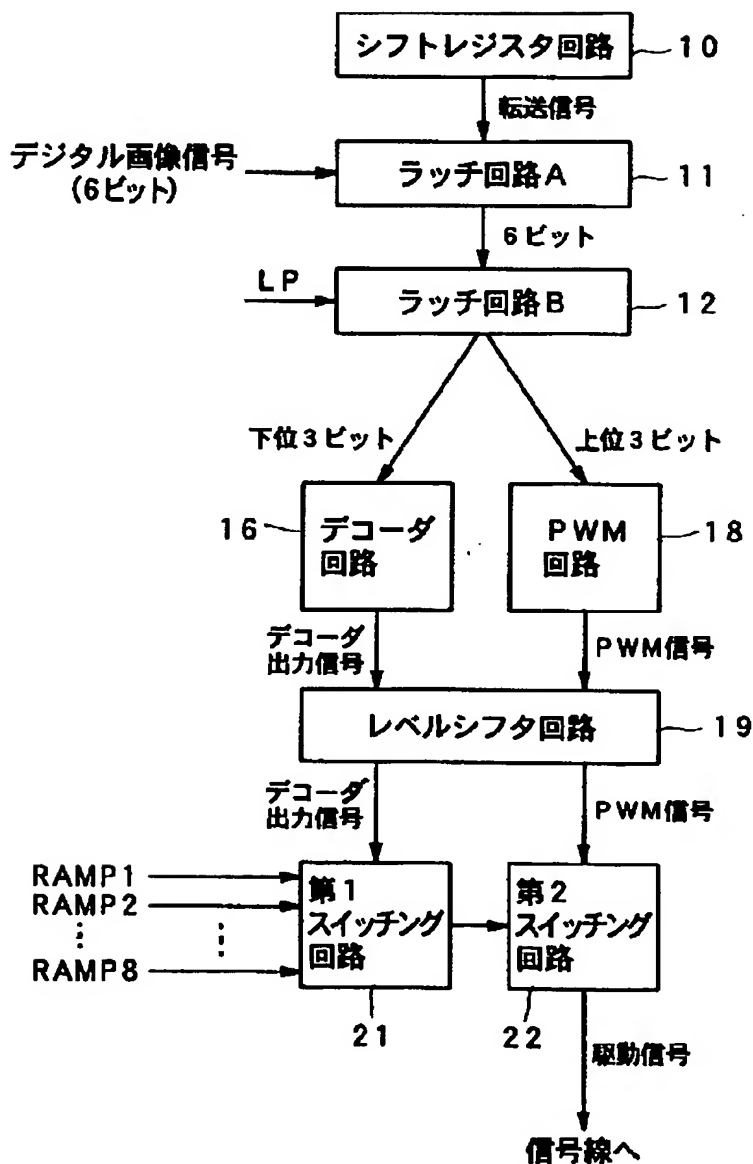 シフトレジスタ回路
10
転送信号
デジタル画像信号
(6ビット)
ラッチ回路A
11
6ビット
LP
ラッチ回路B
12
下位3ビット
上位3ビット
16
デコーダ
回路
PWM
回路
18
デコーダ
出力信号
PWM信号
レベルシフタ回路
19
デコーダ
出力信号
PWM信号
RAMP1
RAMP2
RAMP8
第1
スイッチング
回路
第2
スイッチング
回路
21
22
駆動信号
信号線へ